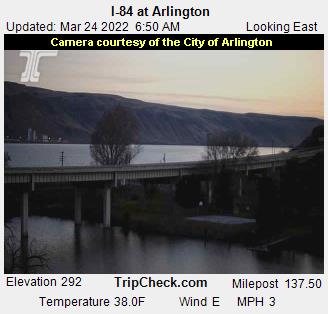 I-84 at Arlington
Updated: Mar 24 2022 6:50 AM Looking East
Camera courtesy of the City of Arlington
Elevation 292 TripCheck.com Milepost 137.50
Temperature 38.0F Wind E MPH 3